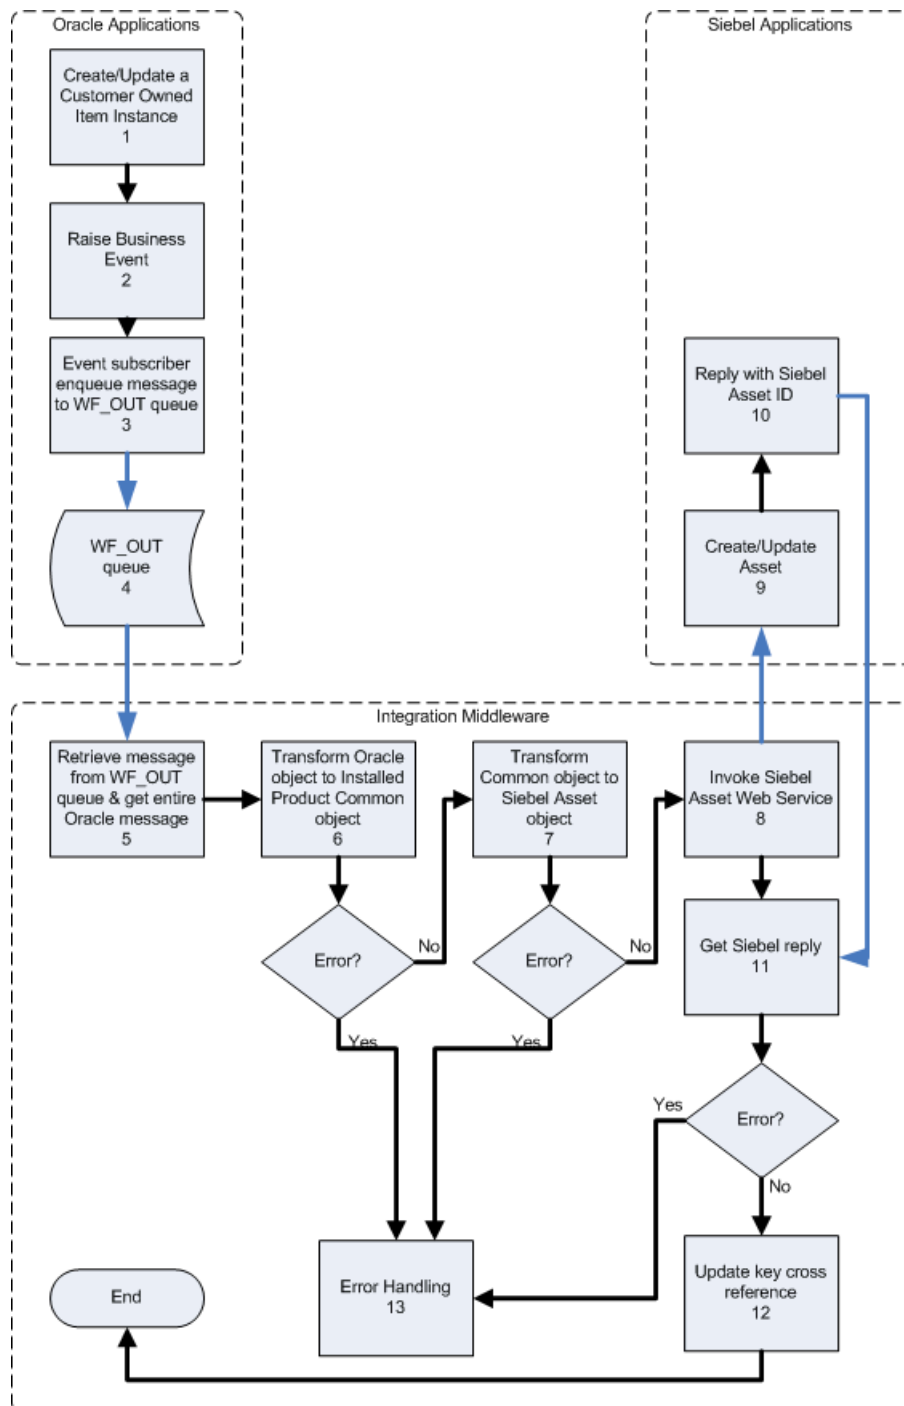 Oracle Applications
Create/Update a
Customer Owned
Item Instance
1
Raise Business
Event
2
Event subscriber
enqueue message
to WF_OUT queue
3
WF_OUT
queue
4
Siebel Applications
Reply with Siebel
Asset ID
10
Create/Update
Asset
9
Integration Middleware
Retrieve message
from WF_OUT
queue & get entire
Oracle message
5
Transform Oracle
object to Installed
Product Common
object
6
Transform
Common object to
Siebel Asset
object
7
Invoke Siebel
Asset Web Service
8
Error?
No
Yes
Error?
No
Yes
Get Siebel reply
11
Error?
Yes
No
Update key cross
reference
12
Error Handling
13
End